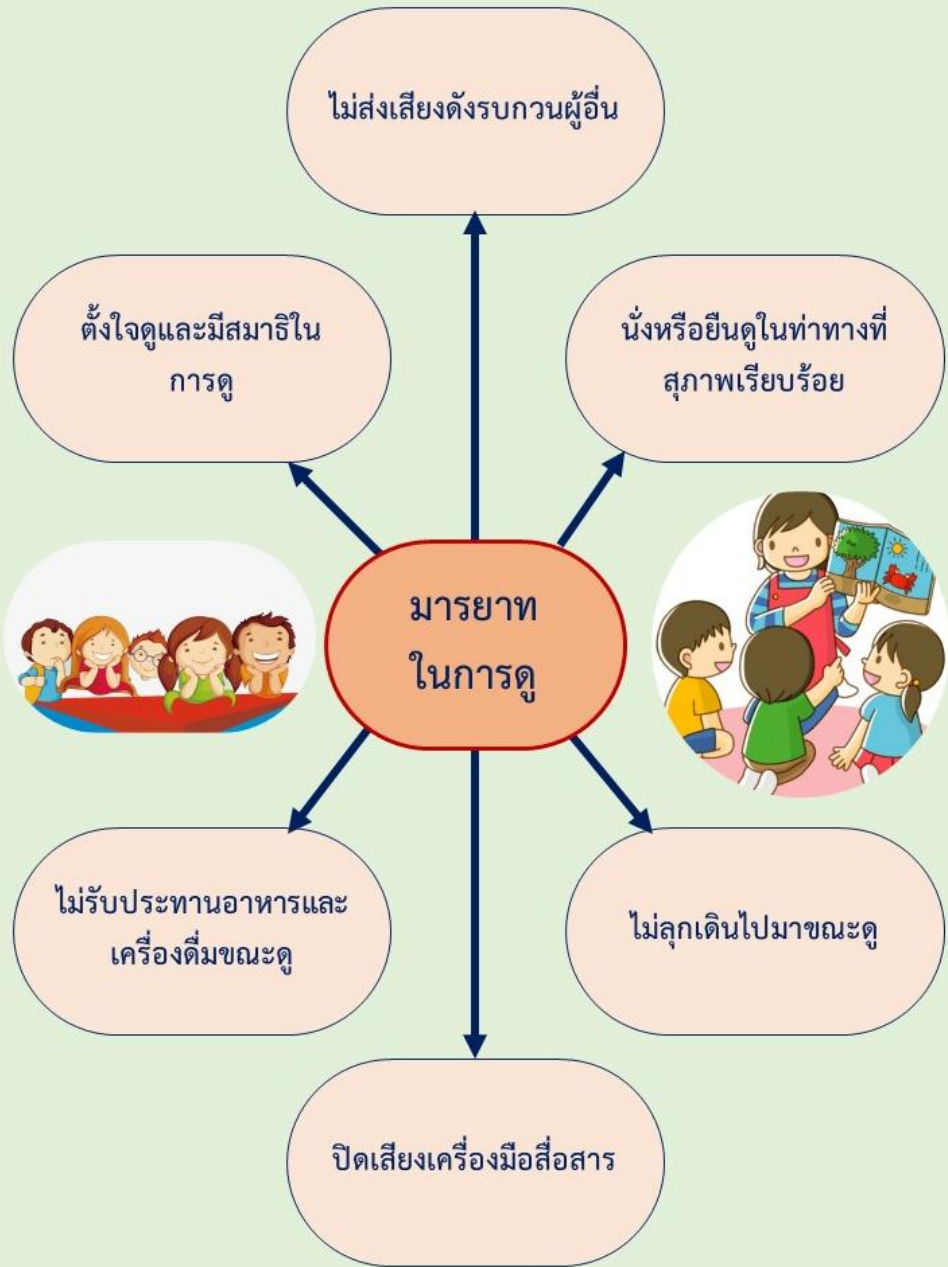 ไม่ส่งเสียงดังรบกวนผู้อื่น
ตั้งใจดูและมีสมาธิใน
การดู
นั่งหรือยืนดูในท่าทางที่
สุภาพเรียบร้อย
มารยาท
ในการดู
ไม่รับประทานอาหารและ
เครื่องดื่มขณะดู
ไม่ลุกเดินไปมาขณะดู
ปิดเสียงเครื่องมือสื่อสาร